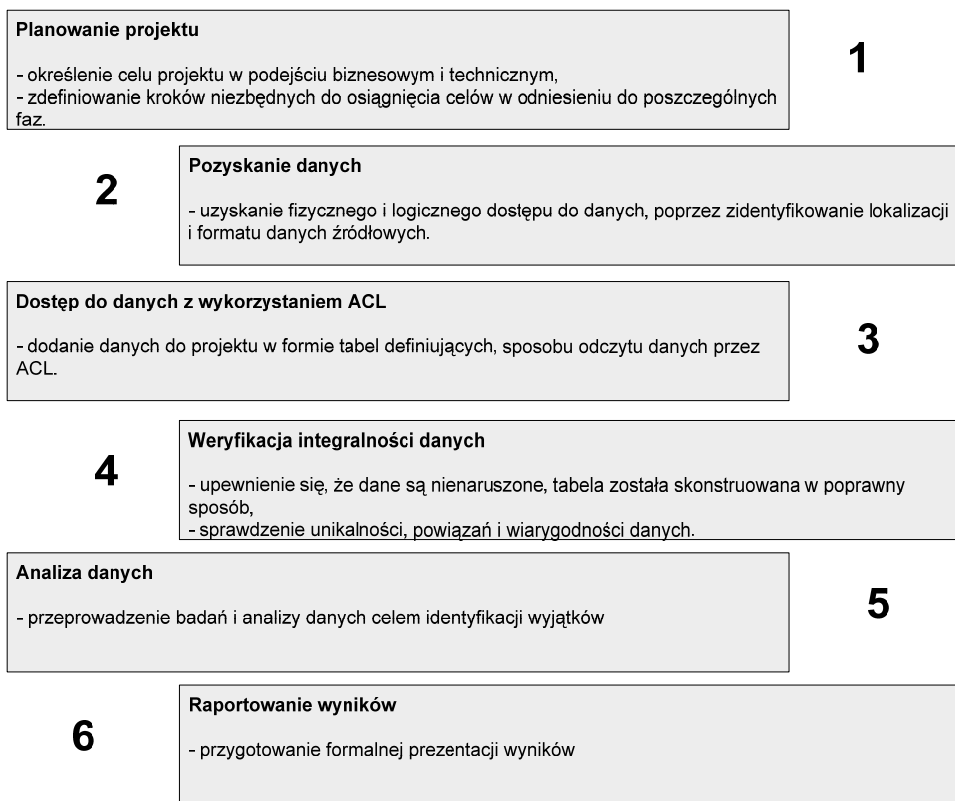 Planowanie projektu
- określenie celu projektu w podejściu biznesowym i technicznym,
- zdefiniowanie kroków niezbędnych do osiągnięcia celów w odniesieniu do poszczególnych
faz.
1
2
Pozyskanie danych
- uzyskanie fizycznego i logicznego dostępu do danych, poprzez zidentyfikowanie lokalizacji
i formatu danych źródłowych.
Dostęp do danych z wykorzystaniem ACL
- dodanie danych do projektu w formie tabel definiujących, sposobu odczytu danych przez
ACL.
3
4
Weryfikacja integralności danych
- upewnienie się, że dane są nienaruszone, tabela została skonstruowana w poprawny
sposób,
- sprawdzenie unikalności, powiązań i wiarygodności danych.
Analiza danych
- przeprowadzenie badań i analizy danych celem identyfikacji wyjątków
5
6
Raportowanie wyników
- przygotowanie formalnej prezentacji wyników